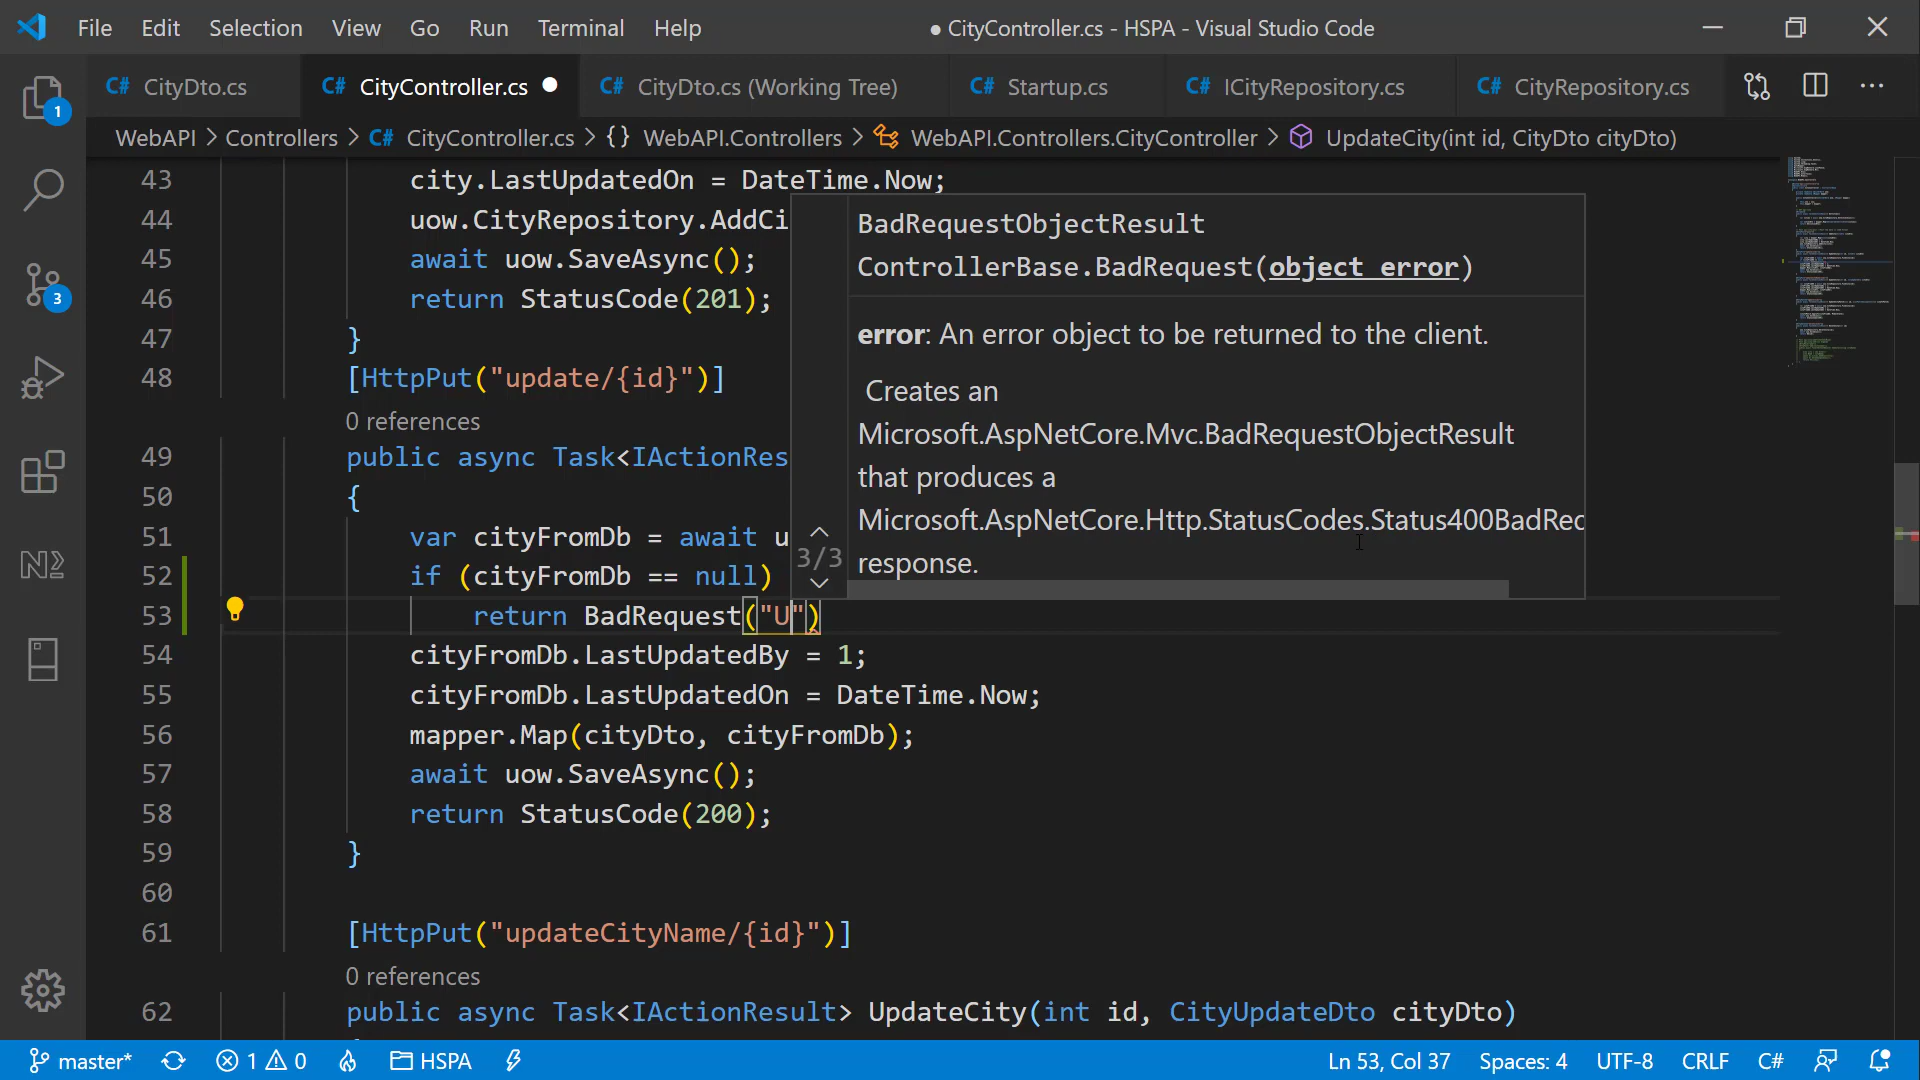 File Edit Selection View Go Run Terminal Help ● CityController.cs - HSPA - Visual Studio Code
C# CityDto.cs C# CityController.cs ● C# CityDto.cs (Working Tree) C# Startup.cs C# ICityRepository.cs C# CityRepository.cs
WebAPI > Controllers > C# CityController.cs > {} WebAPI.Controllers > WebAPI.Controllers.CityController > UpdateCity(int id, CityDto cityDto)
43 city.LastUpdatedOn = DateTime.Now;
44 uow.CityRepository.AddCi
45 await uow.SaveAsync();
46 return StatusCode(201);
47 }
48 [HttpPut("update/{id}")]
0 references
49 public async Task<IActionRes
50 {
51 var cityFromDb = await u
52 if (cityFromDb == null)
53 return BadRequest("U")
54 cityFromDb.LastUpdatedBy = 1;
55 cityFromDb.LastUpdatedOn = DateTime.Now;
56 mapper.Map(cityDto, cityFromDb);
57 await uow.SaveAsync();
58 return StatusCode(200);
59 }
60
61 [HttpPut("updateCityName/{id}")]
0 references
62 public async Task<IActionResult> UpdateCity(int id, CityUpdateDto cityDto)
BadRequestObjectResult
ControllerBase.BadRequest(object error)
error: An error object to be returned to the client.
Creates an
Microsoft.AspNetCore.Mvc.BadRequestObjectResult
that produces a
Microsoft.AspNetCore.Http.StatusCodes.Status400BadRec
response.
3/3
1
3
master* 1 0 HSPA Ln 53, Col 37 Spaces: 4 UTF-8 CRLF C#